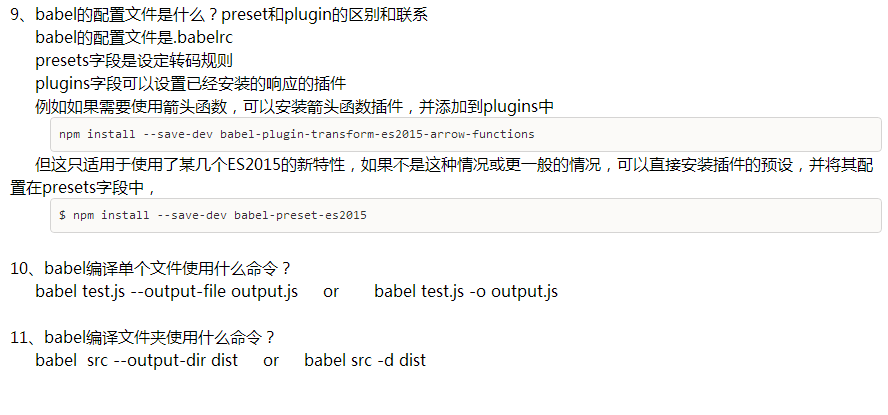 9、babel的配置文件是什么？preset和plugin的区别和联系
babel的配置文件是.babelrc
presets字段是设定转码规则
plugins字段可以设置已经安装的响应的插件
例如如果需要使用箭头函数，可以安装箭头函数插件，并添加到plugins中
npm install --save-dev babel-plugin-transform-es2015-arrow-functions
但这只适用于使用了某几个ES2015的新特性，如果不是这种情况或更一般的情况，可以直接安装插件的预设，并将其配
置在presets字段中，
$ npm install --save-dev babel-preset-es2015
10、babel编译单个文件使用什么命令？
babel test.js --output-file output.js or babel test.js -o output.js
11、babel编译文件夹使用什么命令？
babel src --output-dir dist or babel src -d dist